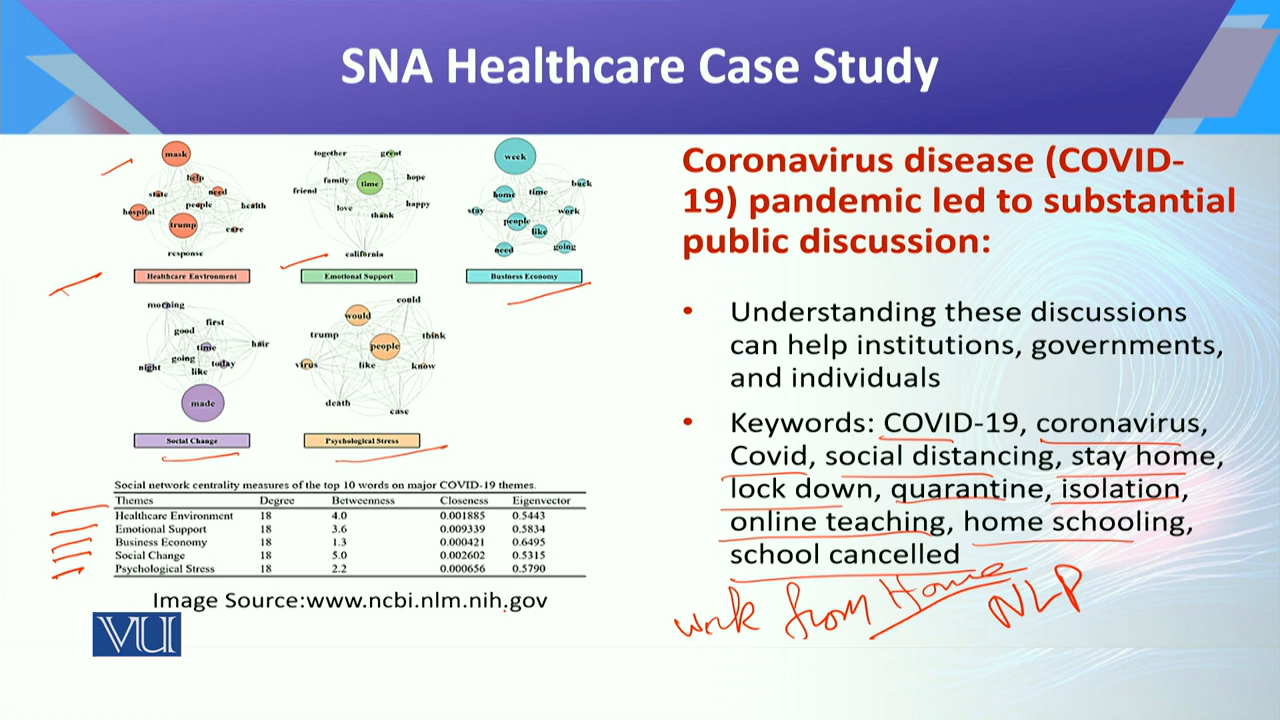 SNA Healthcare Case Study
mask
help
state
need
people
hospital
health
trump
care
response
Healthcare Environment
together
great
family
time
hope
friend
love
happy
thank
california
Emotional Support
week
back
home
time
stay
work
people
like
need
going
Business Economy
morning
first
good
time
hair
going
today
night
like
made
Social Change
could
would
trump
think
people
virus
like
know
death
case
Psychological Stress
Social network centrality measures of the top 10 words on major COVID-19 themes.
Themes Degree Betweenness Closeness Eigenvector
Healthcare Environment 18 4.0 0.001885 0.5443
Emotional Support 18 3.6 0.009339 0.5834
Business Economy 18 1.3 0.000421 0.6495
Social Change 18 5.0 0.002602 0.5315
Psychological Stress 18 2.2 0.000656 0.5790
Image Source:www.ncbi.nlm.nih.gov
VU
Coronavirus disease (COVID-
19) pandemic led to substantial
public discussion:
• Understanding these discussions
can help institutions, governments,
and individuals
• Keywords: COVID-19, coronavirus,
Covid, social distancing, stay home,
lock down, quarantine, isolation,
online teaching, home schooling,
school cancelled
work from Home
NLP